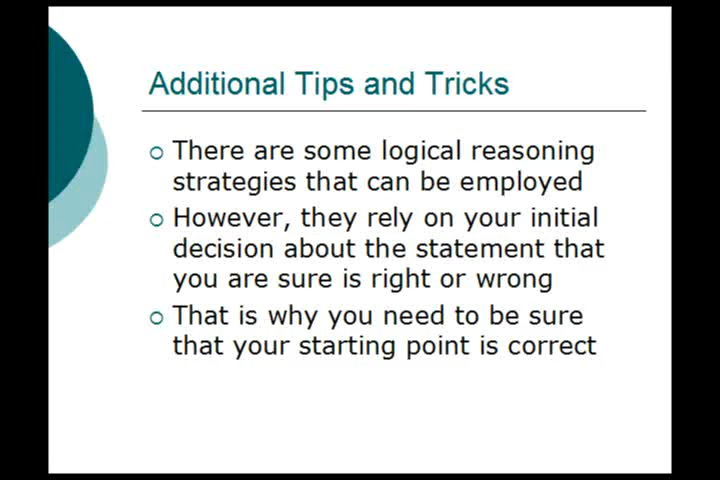 Additional Tips and Tricks
There are some logical reasoning
strategies that can be employed
However, they rely on your initial
decision about the statement that
you are sure is right or wrong
That is why you need to be sure
that your starting point is correct